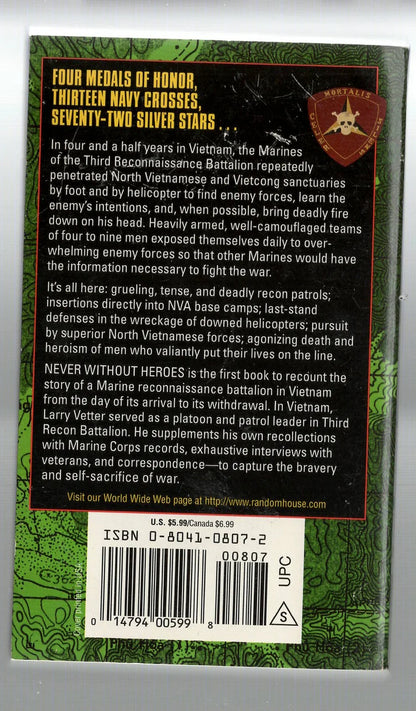 FOUR MEDALS OF HONOR,
THIRTEEN NAVY CROSSES,
SEVENTY-TWO SILVER STARS . . .
MORTALIS
In four and a half years in Vietnam, the Marines
of the Third Reconnaissance Battalion repeatedly
penetrated North Vietnamese and Vietcong sanctuaries
by foot and by helicopter to find enemy forces, learn the
enemy's intentions, and, when possible, bring deadly fire
down on his head. Heavily armed, well-camouflaged teams
of four to nine men exposed themselves daily to over-
whelming enemy forces so that other Marines would have
the information necessary to fight the war.
It's all here: grueling, tense, and deadly recon patrols;
insertions directly into NVA base camps; last-stand
defenses in the wreckage of downed helicopters; pursuit
by superior North Vietnamese forces; agonizing death and
heroism of men who valiantly put their lives on the line.
NEVER WITHOUT HEROES is the first book to recount the
story of a Marine reconnaissance battalion in Vietnam
from the day of its arrival to its withdrawal. In Vietnam,
Larry Vetter served as a platoon and patrol leader in Third
Recon Battalion. He supplements his own recollections
with Marine Corps records, exhaustive interviews with
veterans, and correspondence—to capture the bravery
and self-sacrifice of war.
Visit our World Wide Web page at http://www.randomhouse.com
U.S. $5.99/Canada $6.99
ISBN 0-8041-0807-2
00807
UPC
S
0 14794 00599 8